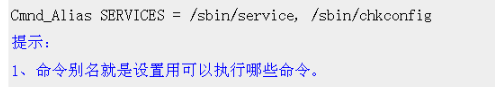 Cmnd_Alias SERVICES = /sbin/service, /sbin/chkconfig
提示：
1、命令别名就是设置用可以执行哪些命令。